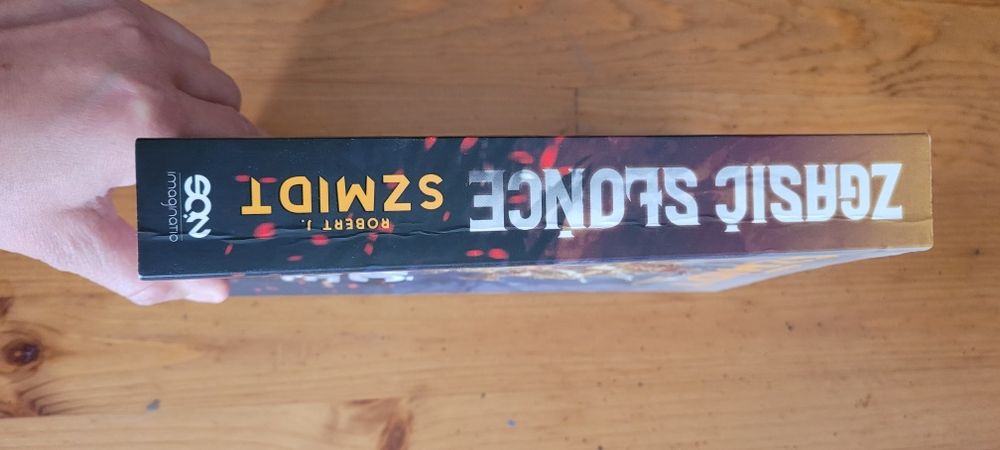 ZGASIĆ SŁOŃCE
ROBERT J.
SZMIDT
SQN
imaginatio